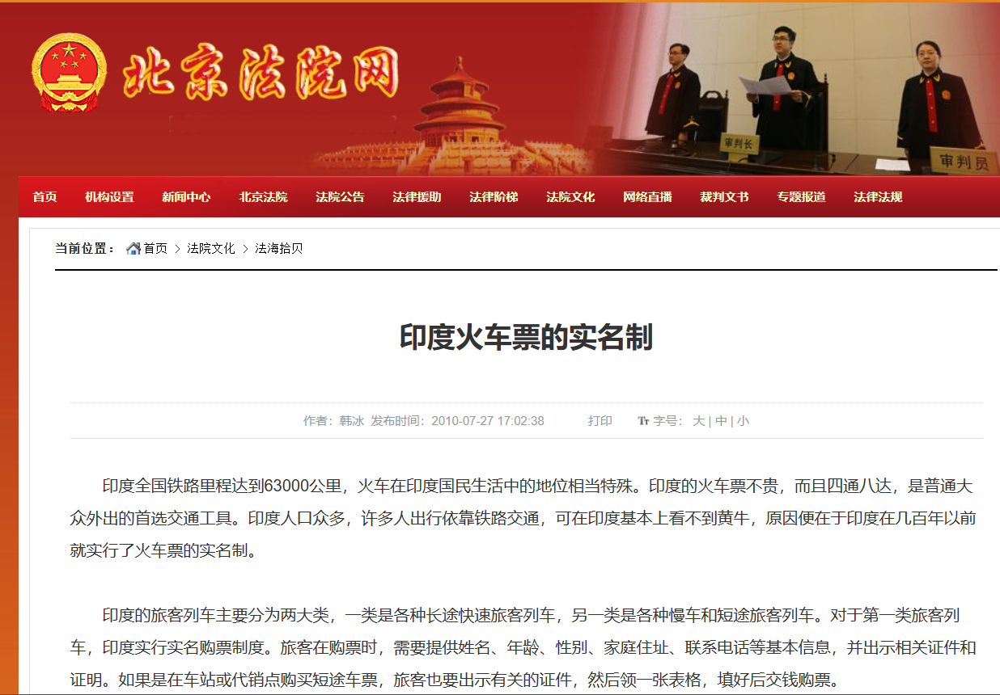 北京法院网
审判长
审判员
首页 机构设置 新闻中心 北京法院 法院公告 法律援助 法律阶梯 法院文化 网络直播 裁判文书 专题报道 法律法规
当前位置： 首页 > 法院文化 > 法海拾贝
印度火车票的实名制
作者：韩冰 发布时间：2010-07-27 17:02:38 打印 Tr 字号： 大 | 中 | 小
印度全国铁路里程达到63000公里，火车在印度国民生活中的地位相当特殊。印度的火车票不贵，而且四通八达，是普通大
众外出的首选交通工具。印度人口众多，许多人出行依靠铁路交通，可在印度基本上看不到黄牛，原因便在于印度在几百年以前
就实行了火车票的实名制。
印度的旅客列车主要分为两大类，一类是各种长途快速旅客列车，另一类是各种慢车和短途旅客列车。对于第一类旅客列
车，印度实行实名购票制度。旅客在购票时，需要提供姓名、年龄、性别、家庭住址、联系电话等基本信息，并出示相关证件和
证明。如果是在车站或代销点购买短途车票，旅客也要出示有关的证件，然后领一张表格，填好后交钱购票。